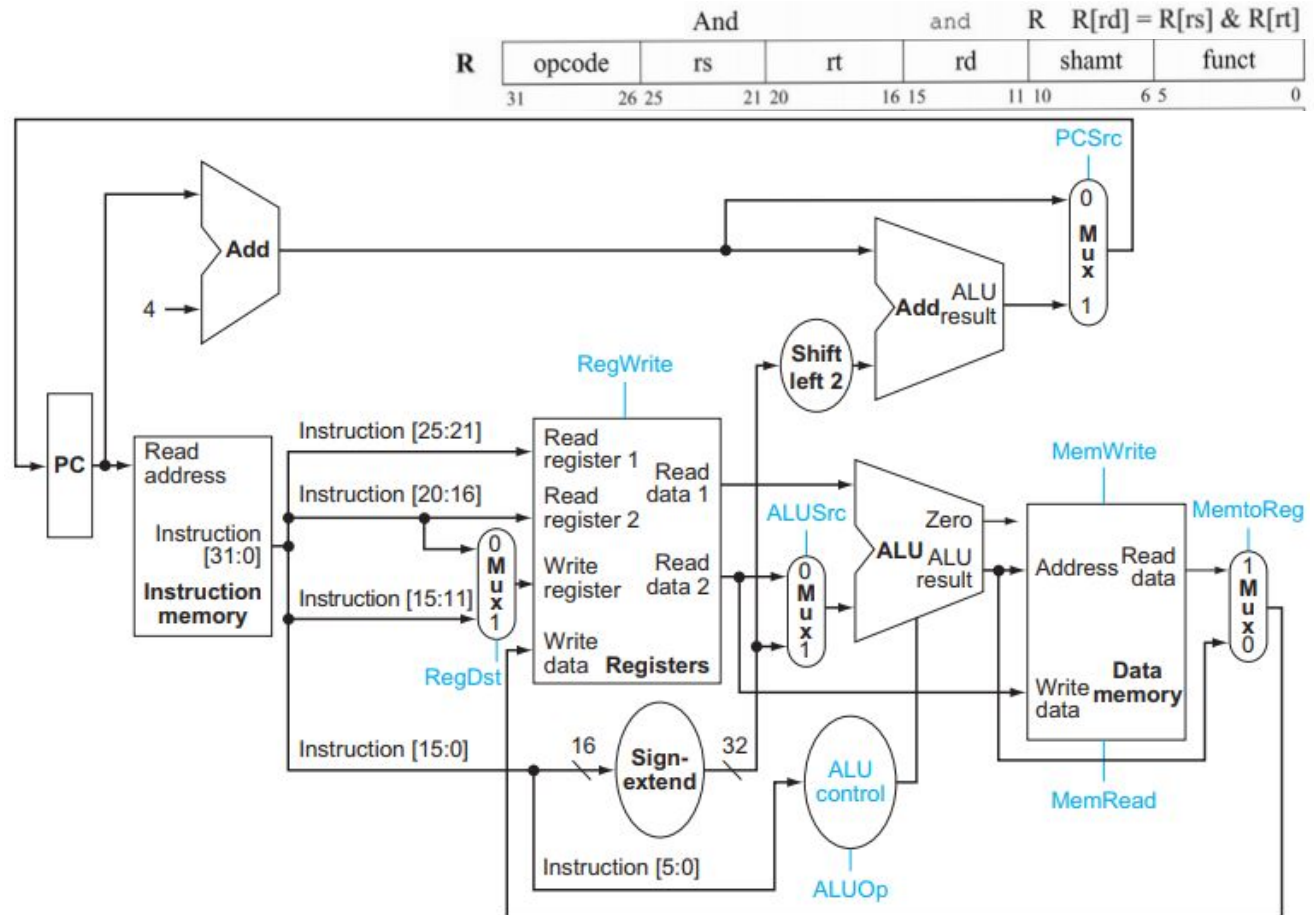 And and R R[rd] = R[rs] & R[rt]
R opcode rs rt rd shamt funct
31 26 25 21 20 16 15 11 10 6 5 0
PCSrc
0
Mux
1
Add
4
Add ALU result
Shift left 2
RegWrite
PC
Read address
Instruction [31:0]
Instruction memory
Instruction [25:21]
Instruction [20:16]
Instruction [15:11]
Instruction [15:0]
Instruction [5:0]
0
Mux
1
RegDst
Read register 1
Read register 2
Write register
Write data
Read data 1
Read data 2
Registers
16
Sign-extend
32
ALUSrc
0
Mux
1
Zero
ALU ALU result
ALU control
ALUOp
MemWrite
Address
Read data
Write data
Data memory
MemRead
MemtoReg
1
Mux
0